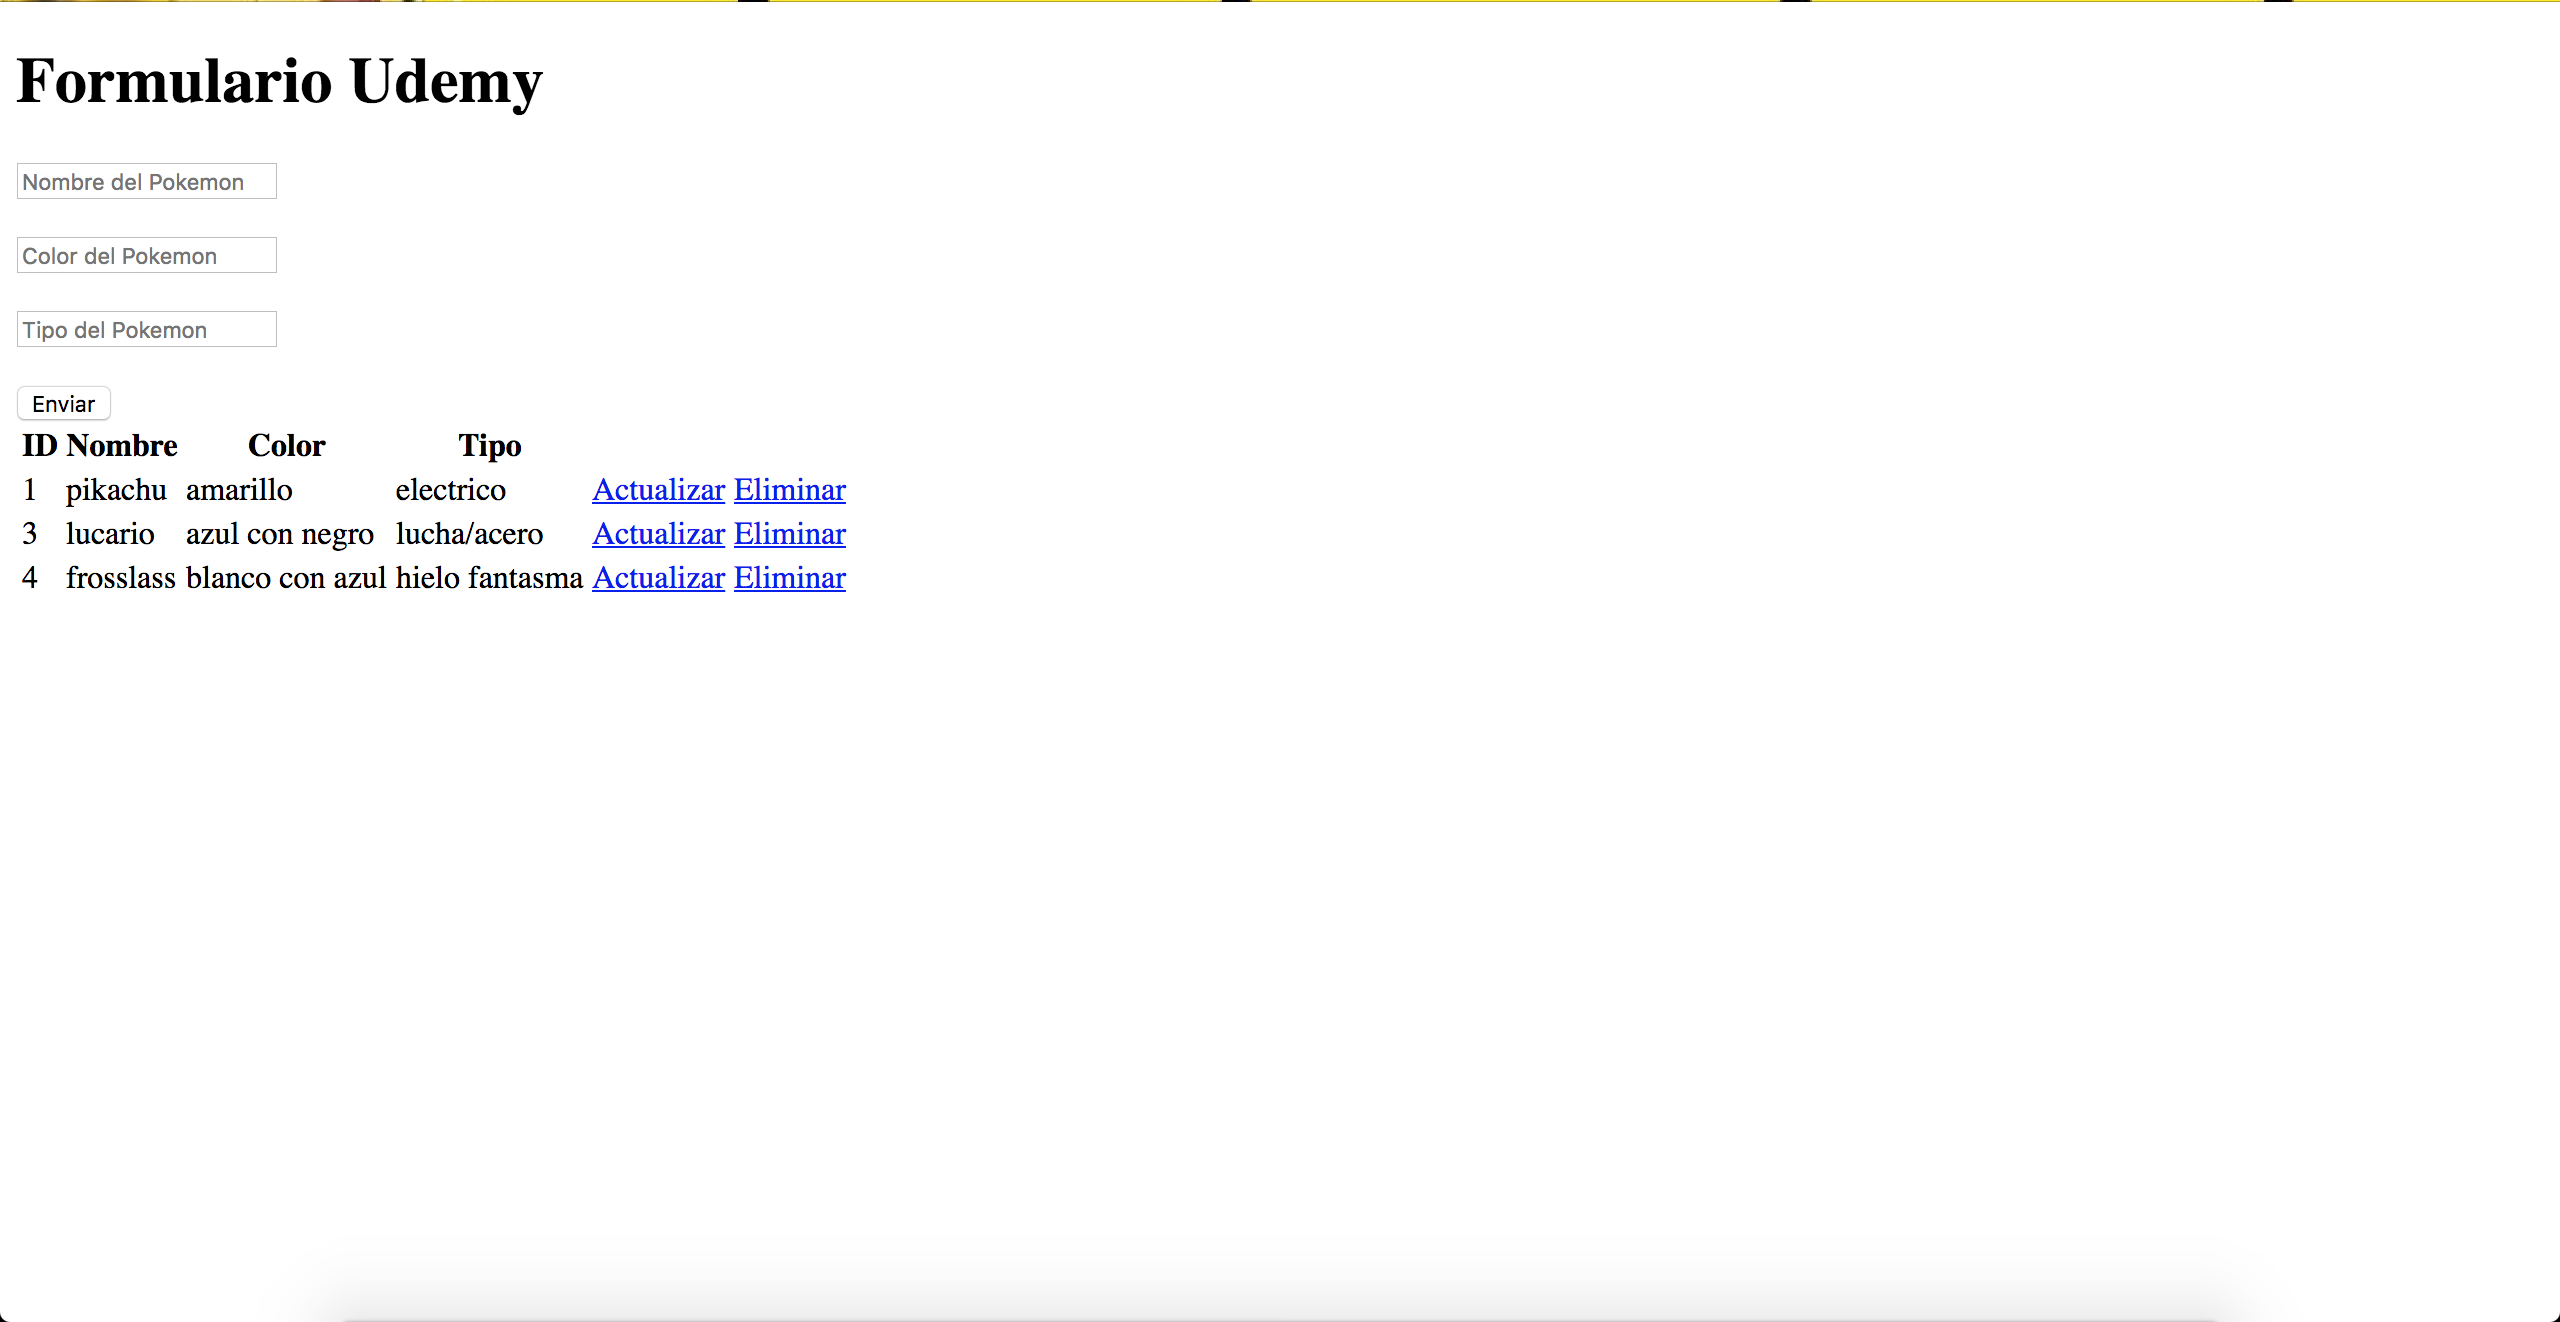 Formulario Udemy
Nombre del Pokemon
Color del Pokemon
Tipo del Pokemon
Enviar
ID Nombre Color Tipo
1 pikachu amarillo electrico Actualizar Eliminar
3 lucario azul con negro lucha/acero Actualizar Eliminar
4 frosslass blanco con azul hielo fantasma Actualizar Eliminar